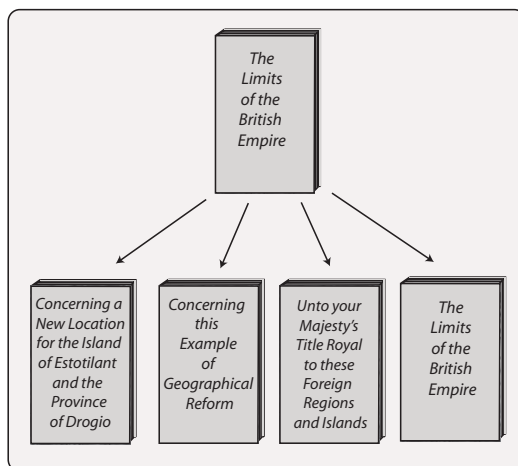 The
Limits
of the
British
Empire
Concerning a
New Location
for the Island
of Estotilant
and the
Province
of Drogio
Concerning
this
Example
of
Geographical
Reform
Unto your
Majesty's
Title Royal
to these
Foreign
Regions
and Islands
The
Limits
of the
British
Empire